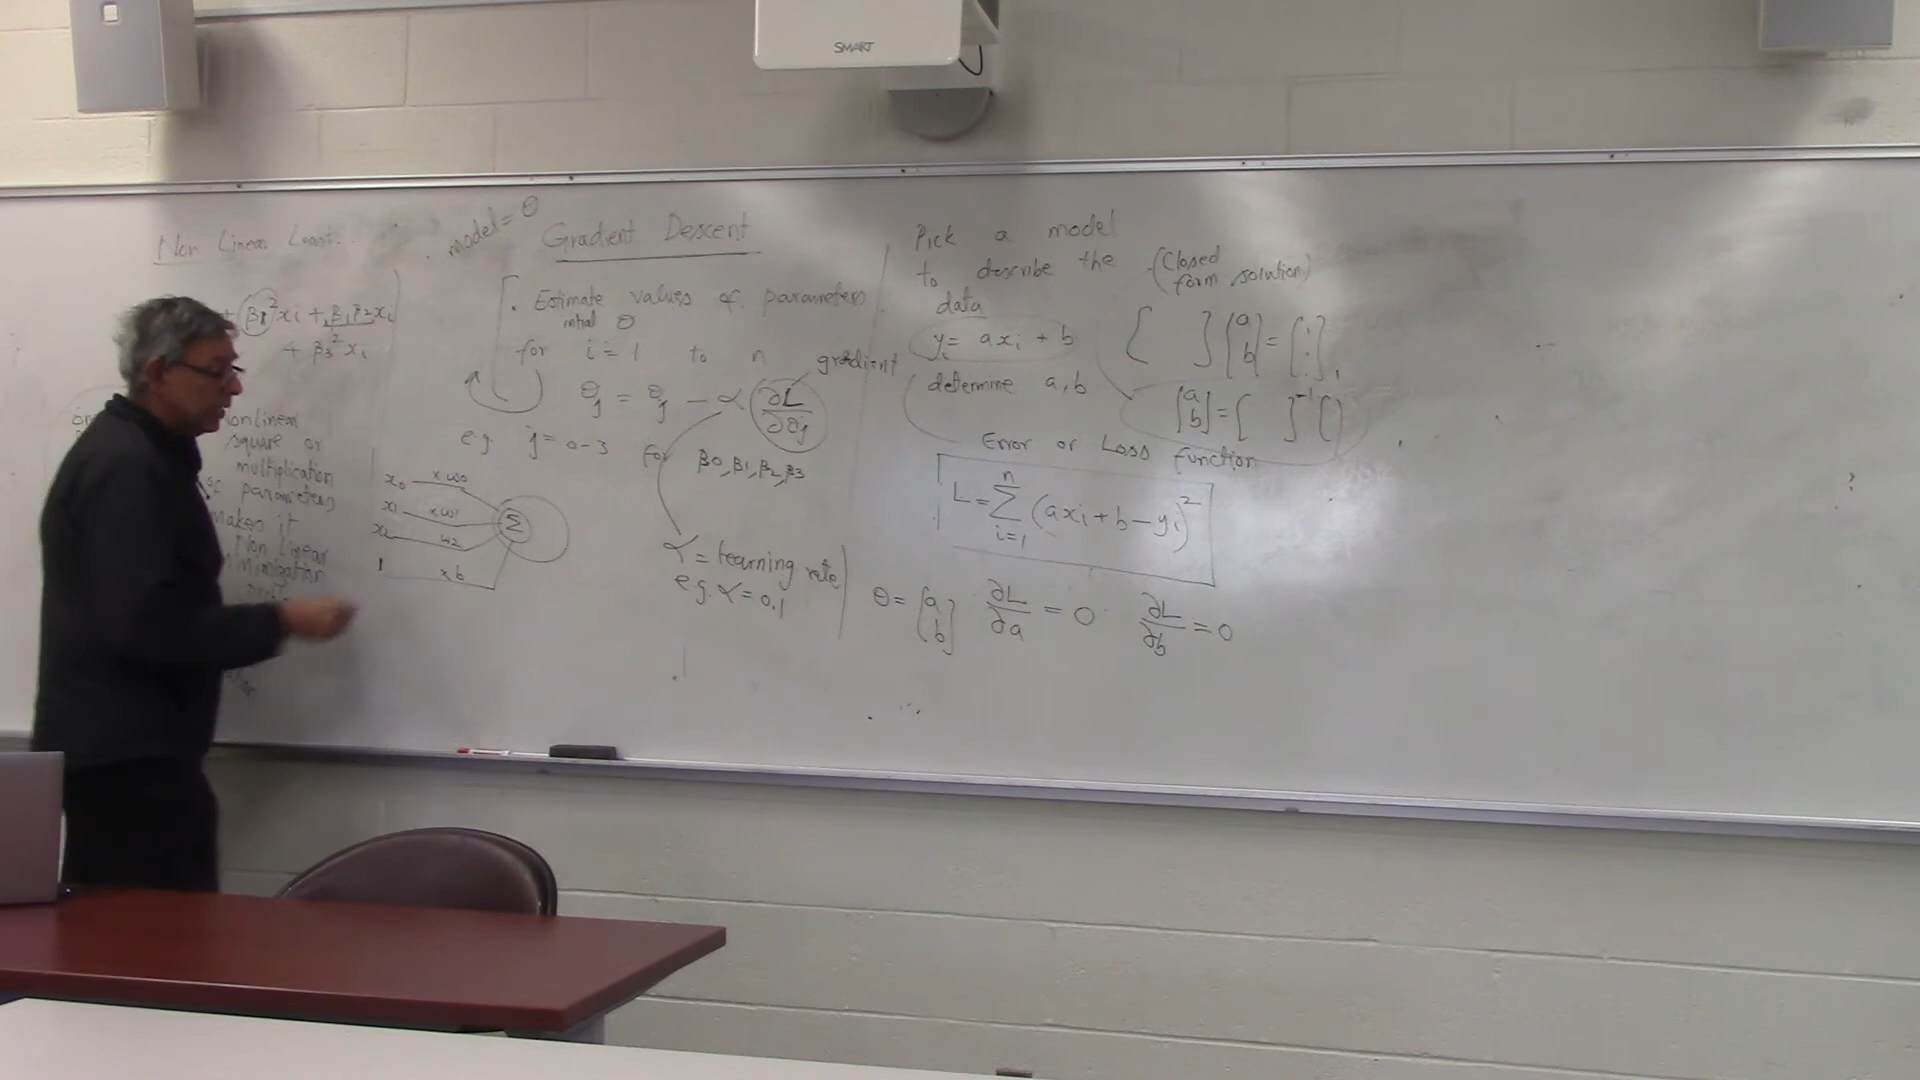 SMART
Non Linear Least..
+ β1²xi + β1β2xi
+ β3²xi
nonlinear
square or
multiplication
parameters
makes it
Non linear
minimization
model = θ
Gradient Descent
. Estimate values of parameters
initial θ
for i = 1 to n
gradient
θj = θj - α ∂L/∂θj
e.g. j = 0-3 for β0, β1, β2, β3
x0 x w0
x1 x w1
x2 w2
1 x b
Σ
α = learning rate
e.g. α = 0.1
Pick a model
to describe the
data
(Closed
form solution)
yi = axi + b
[ ] [a b] = [: :]
determine a, b
[a b] = [ ]⁻¹ [ ]
Error or Loss function
L = Σ i=1 n (axi + b - yi)²
θ = [a b] ∂L/∂a = 0 ∂L/∂b = 0